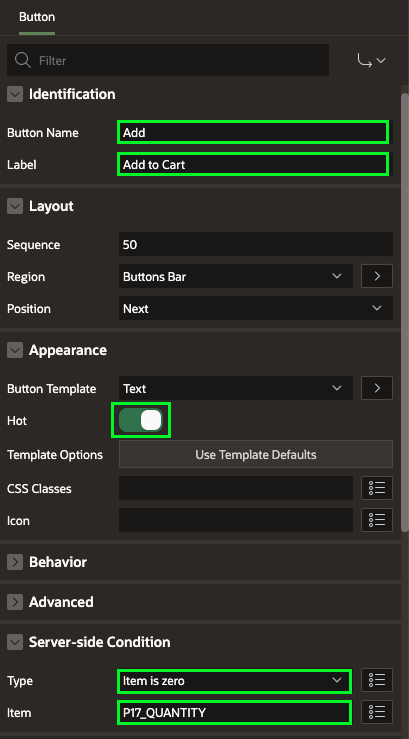 Button
Filter
Identification
Button Name Add
Label Add to Cart
Layout
Sequence 50
Region Buttons Bar
Position Next
Appearance
Button Template Text
Hot
Template Options Use Template Defaults
CSS Classes
Icon
Behavior
Advanced
Server-side Condition
Type Item is zero
Item P17_QUANTITY